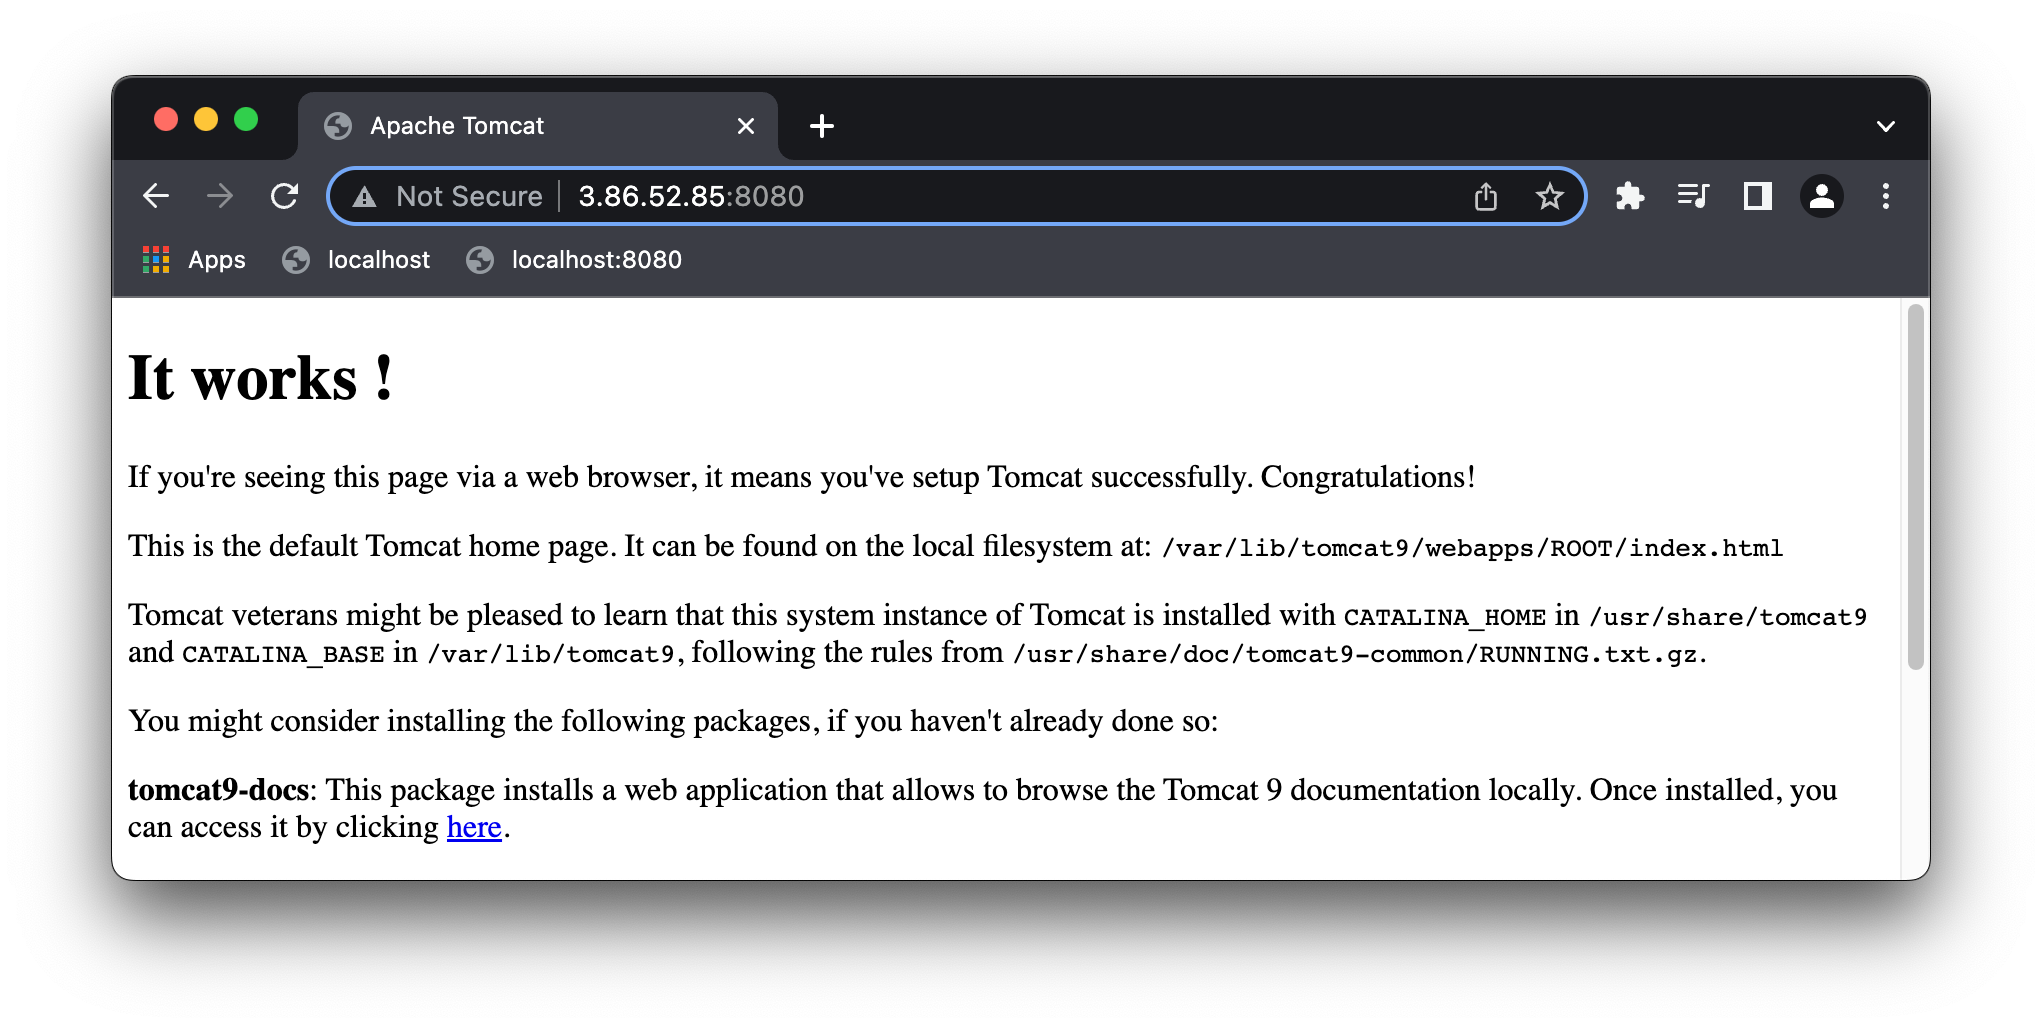 Apache Tomcat
Not Secure 3.86.52.85:8080
Apps localhost localhost:8080
It works !
If you're seeing this page via a web browser, it means you've setup Tomcat successfully. Congratulations!
This is the default Tomcat home page. It can be found on the local filesystem at: /var/lib/tomcat9/webapps/ROOT/index.html
Tomcat veterans might be pleased to learn that this system instance of Tomcat is installed with CATALINA_HOME in /usr/share/tomcat9
and CATALINA_BASE in /var/lib/tomcat9, following the rules from /usr/share/doc/tomcat9-common/RUNNING.txt.gz.
You might consider installing the following packages, if you haven't already done so:
tomcat9-docs: This package installs a web application that allows to browse the Tomcat 9 documentation locally. Once installed, you
can access it by clicking here.